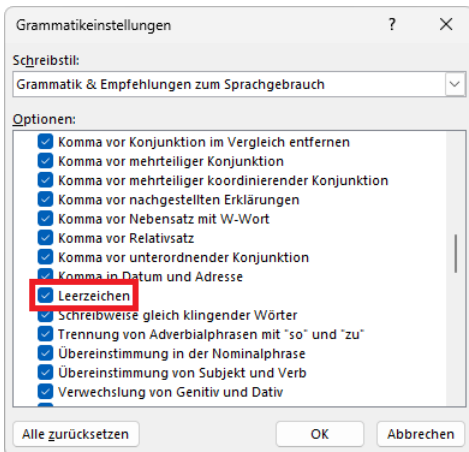 Grammatikeinstellungen ? ×
Schreibstil:
Grammatik & Empfehlungen zum Sprachgebrauch
Optionen:
Komma vor Konjunktion im Vergleich entfernen
Komma vor mehrteiliger Konjunktion
Komma vor mehrteiliger koordinierender Konjunktion
Komma vor nachgestellten Erklärungen
Komma vor Nebensatz mit W-Wort
Komma vor Relativsatz
Komma vor unterordnender Konjunktion
Komma in Datum und Adresse
Leerzeichen
Schreibweise gleich klingender Wörter
Trennung von Adverbialphrasen mit "so" und "zu"
Übereinstimmung in der Nominalphrase
Übereinstimmung von Subjekt und Verb
Verwechslung von Genitiv und Dativ
Alle zurücksetzen OK Abbrechen